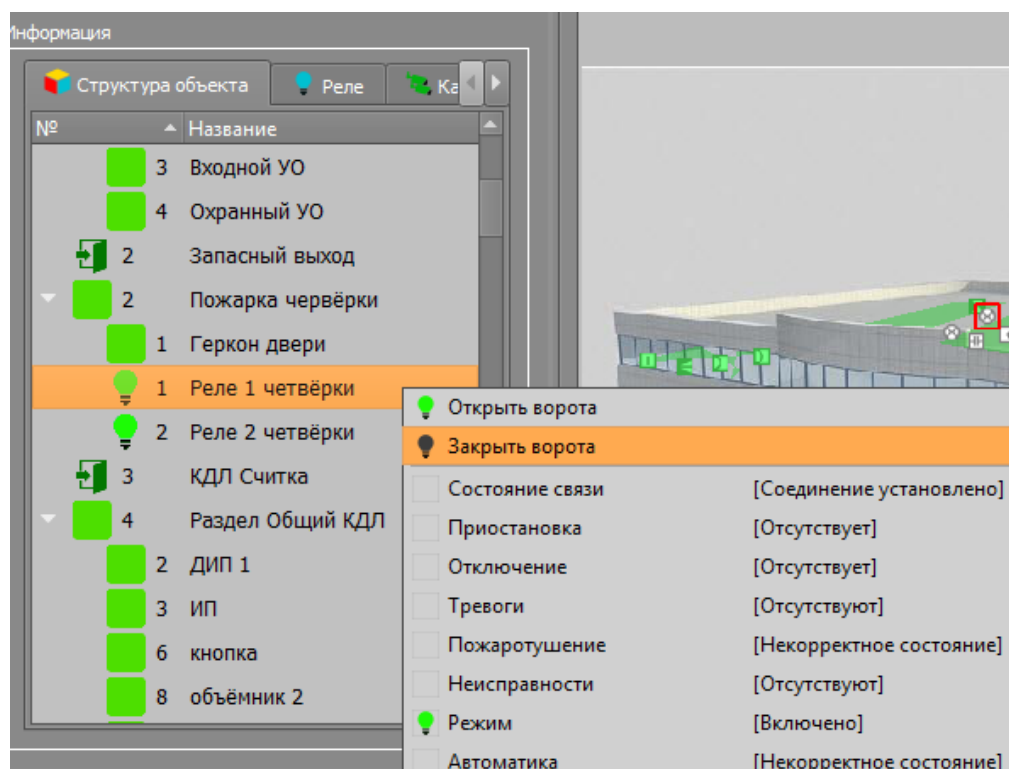 Информация
Структура объекта Реле Ка
№ Название
3 Входной УО
4 Охранный УО
2 Запасный выход
2 Пожарка червёрки
1 Геркон двери
1 Реле 1 четвёрки
2 Реле 2 четвёрки
3 КДЛ Считка
4 Раздел Общий КДЛ
2 ДИП 1
3 ИП
6 кнопка
8 объёмник 2
Открыть ворота
Закрыть ворота
Состояние связи [Соединение установлено]
Приостановка [Отсутствует]
Отключение [Отсутствует]
Тревоги [Отсутствуют]
Пожаротушение [Некорректное состояние]
Неисправности [Отсутствуют]
Режим [Включено]
Автоматика [Некорректное состояние]